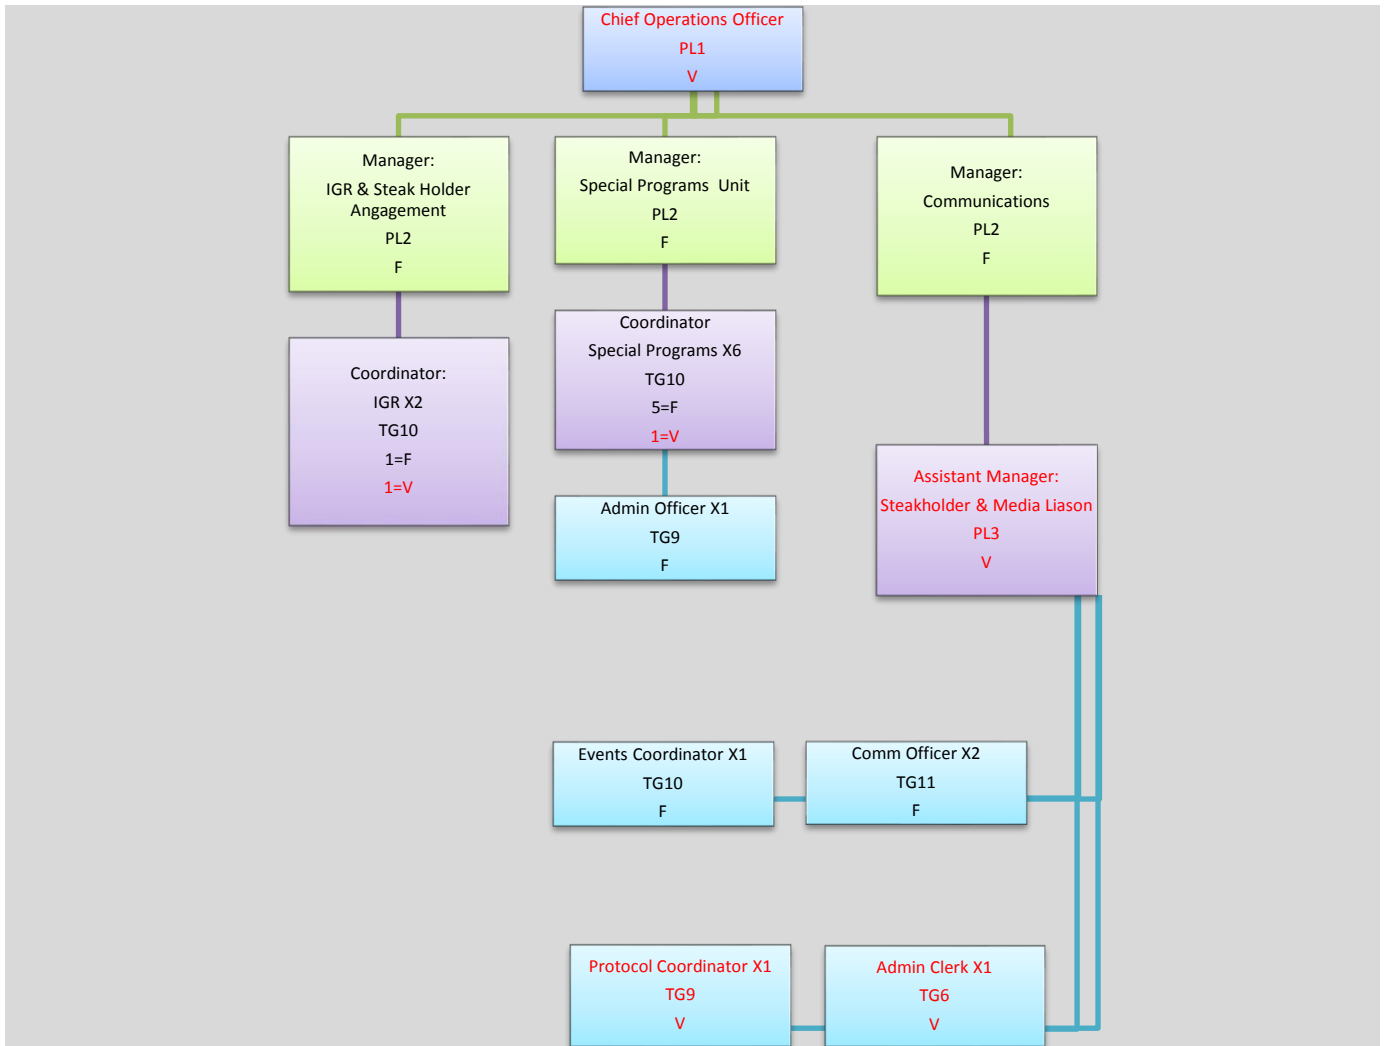 Chief Operations Officer
PL1
V
Manager:
IGR & Steak Holder
Angagement
PL2
F
Manager:
Special Programs  Unit
PL2
F
Manager:
Communications
PL2
F
Coordinator:
IGR X2
TG10
1=F
1=V
Coordinator
Special Programs X6
TG10
5=F
1=V
Admin Officer X1
TG9
F
Assistant Manager:
Steakholder & Media Liason
PL3
V
Events Coordinator X1
TG10
F
Comm Officer X2
TG11
F
Protocol Coordinator X1
TG9
V
Admin Clerk X1
TG6
V